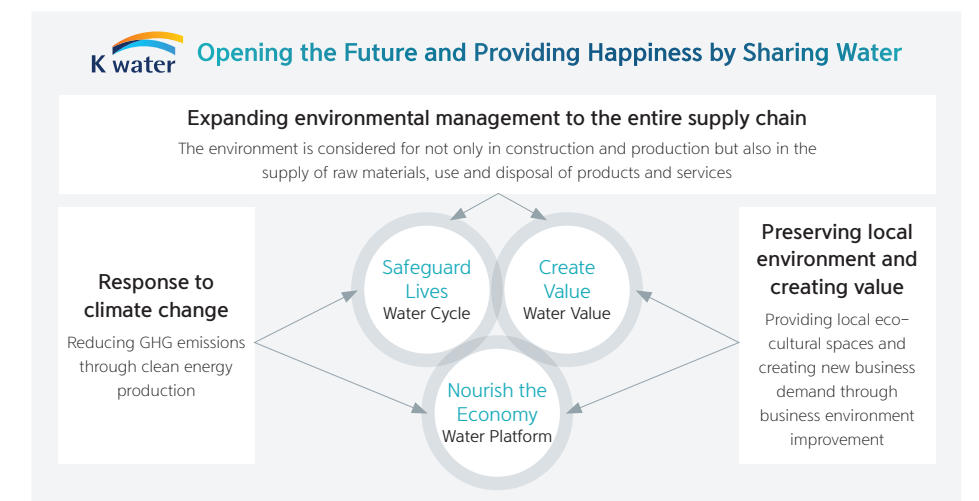 K water
Opening the Future and Providing Happiness by Sharing Water
Expanding environmental management to the entire supply chain
The environment is considered for not only in construction and production but also in the
supply of raw materials, use and disposal of products and services
Response to
climate change
Reducing GHG emissions
through clean energy
production
Safeguard
Lives
Water Cycle
Create
Value
Water Value
Nourish the
Economy
Water Platform
Preserving local
environment and
creating value
Providing local eco-
cultural spaces and
creating new business
demand through
business environment
improvement